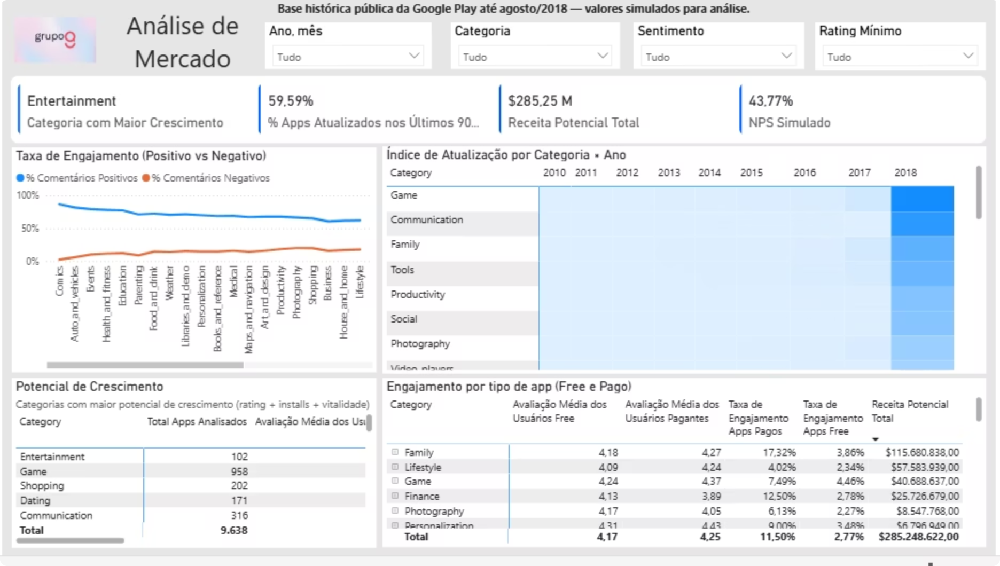 Base histórica pública da Google Play até agosto/2018 — valores simulados para análise.
grupo
Análise de
Mercado
Ano, mês
Tudo
Categoria
Tudo
Sentimento
Tudo
Rating Mínimo
Tudo
Entertainment
Categoria com Maior Crescimento
59,59%
% Apps Atualizados nos Últimos 90...
$285,25 M
Receita Potencial Total
43,77%
NPS Simulado
Taxa de Engajamento (Positivo vs Negativo)
% Comentários Positivos % Comentários Negativos
100%
50%
0%
Comics
Auto_and_vehicles
Events
Health_and_fitness
Education
Parenting
Food_and_drink
Weather
Libraries_and_demo
Personalization
Books_and_reference
Medical
Maps_and_navigation
Art_and_design
Productivity
Photography
Shopping
Business
House_and_home
Lifestyle
Índice de Atualização por Categoria × Ano
Category 2010 2011 2012 2013 2014 2015 2016 2017 2018
Game
Communication
Family
Tools
Productivity
Social
Photography
Video_players
Potencial de Crescimento
Categorias com maior potencial de crescimento (rating + installs + vitalidade)
Category Total Apps Analisados Avaliação Média dos Usu
Entertainment 102
Game 958
Shopping 202
Dating 171
Communication 316
Total 9.638
Engajamento por tipo de app (Free e Pago)
Category Avaliação Média dos Usuários Free Avaliação Média dos Usuários Pagantes Taxa de Engajamento Apps Pagos Taxa de Engajamento Apps Free Receita Potencial Total
Family 4,18 4,27 17,32% 3,86% $115.680.838,00
Lifestyle 4,09 4,24 4,02% 2,34% $57.583.939,00
Game 4,24 4,37 7,49% 4,46% $40.688.637,00
Finance 4,13 3,89 12,50% 2,78% $25.726.679,00
Photography 4,17 4,05 6,13% 2,27% $8.547.768,00
Personalization 4,31 4,43 9,00% 3,48% $6.796.949,00
Total 4,17 4,25 11,50% 2,77% $285.248.622,00